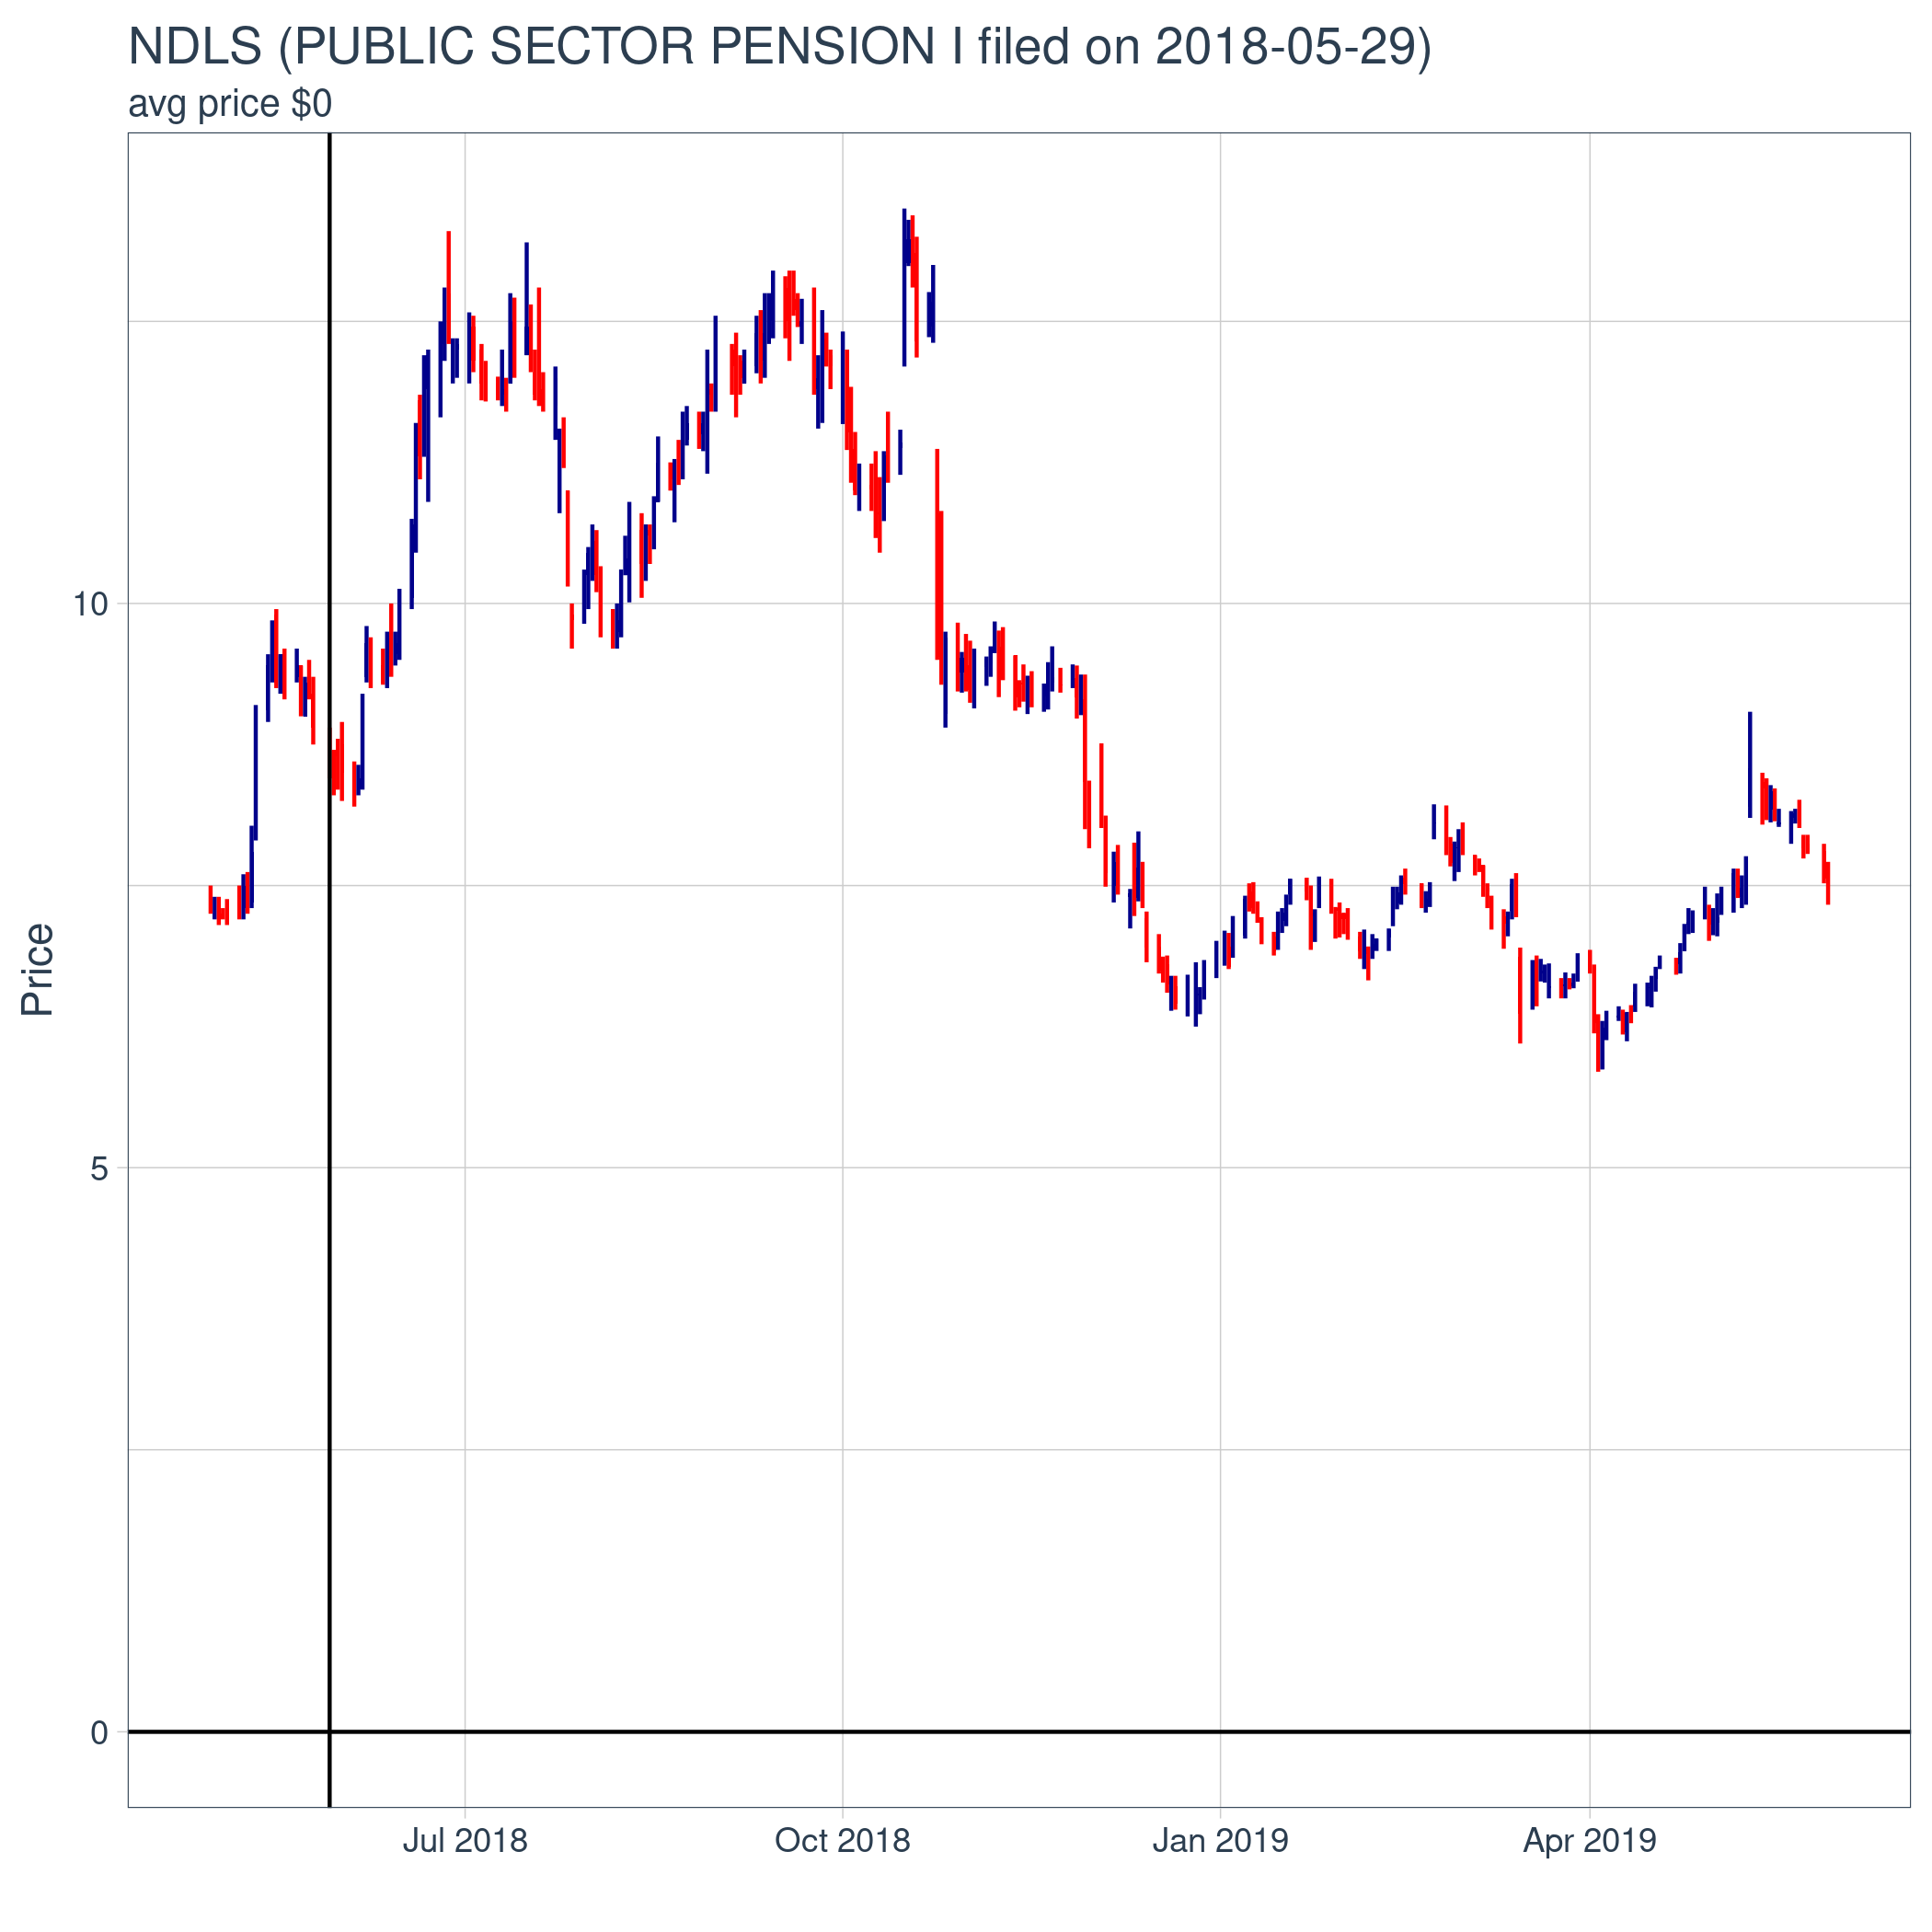 NDLS (PUBLIC SECTOR PENSION I filed on 2018-05-29)
avg price $0
Price
10
5
0
Jul 2018
Oct 2018
Jan 2019
Apr 2019